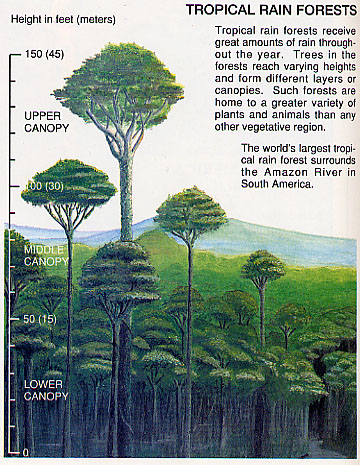 TROPICAL RAIN FORESTS
Height in feet (meters)
Tropical rain forests receive
great amounts of rain through-
out the year. Trees in the
forests reach varying heights
and form different layers or
canopies. Such forests are
home to a greater variety of
plants and animals than any
other vegetative region.
The world's largest tropi-
cal rain forest surrounds
the Amazon River in
South America.
150 (45)
UPPER
CANOPY
100 (30)
MIDDLE
CANOPY
50 (15)
LOWER
CANOPY
0